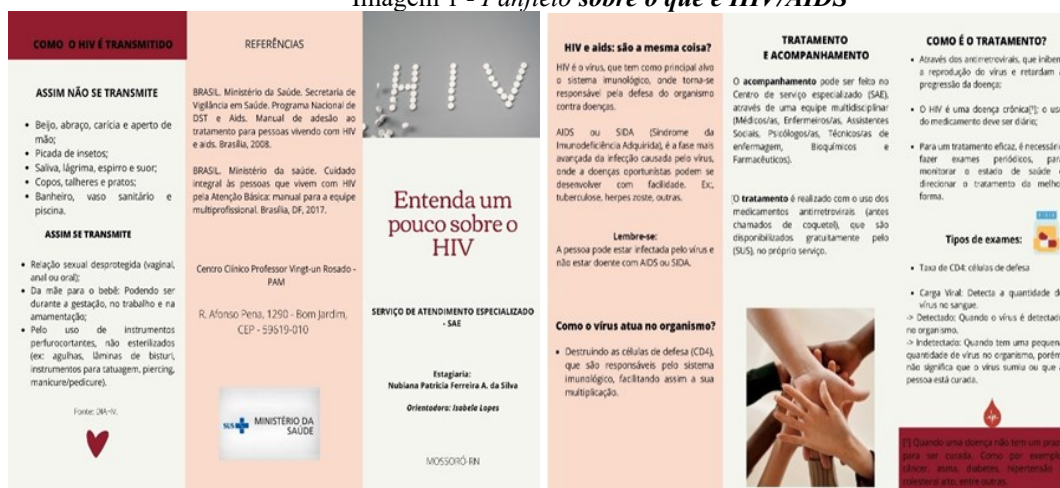 Imagem 1 - Panfleto sobre o que é HIV/AIDS
COMO O HIV É TRANSMITIDO
ASSIM NÃO SE TRANSMITE
• Beijo, abraço, carícia e aperto de
mão;
• Picada de insetos;
• Saliva, lágrima, espirro e suor;
• Copos, talheres e pratos;
• Banheiro, vaso sanitário e
piscina.
ASSIM SE TRANSMITE
• Relação sexual desprotegida (vaginal,
anal ou oral);
• Da mãe para o bebê: Podendo ser
durante a gestação, no trabalho e na
amamentação;
• Pelo uso de instrumentos
perfurocortantes, não esterilizados
(ex: agulhas, lâminas de bisturi,
instrumentos para tatuagem, piercing,
manicure/pedicure).
Fonte: DIA-IV.
REFERÊNCIAS
BRASIL. Ministério da Saúde. Secretaria de
Vigilância em Saúde. Programa Nacional de
DST e Aids. Manual de adesão ao
tratamento para pessoas vivendo com HIV
e aids. Brasília, 2008.
BRASIL. Ministério da saúde. Cuidado
integral às pessoas que vivem com HIV
pela Atenção Básica: manual para a equipe
multiprofissional. Brasília, DF, 2017.
Centro Clínico Professor Vingt-un Rosado -
PAM
R. Afonso Pena, 1290 - Bom Jardim,
CEP - 59619-010
SUS MINISTÉRIO DA
SAÚDE
HIV
Entenda um
pouco sobre o
HIV
SERVIÇO DE ATENDIMENTO ESPECIALIZADO
- SAE
Estagiaria:
Nubiana Patrícia Ferreira A. da Silva
Orientadora: Isabela Lopes
MOSSORÓ-RN
HIV e aids: são a mesma coisa?
HIV é o vírus, que tem como principal alvo
o sistema imunológico, onde torna-se
responsável pela defesa do organismo
contra doenças.
AIDS ou SIDA (Síndrome da
Imunodeficiência Adquirida), é a fase mais
avançada da infecção causada pelo vírus,
onde a doenças oportunistas podem se
desenvolver com facilidade. Ex:
tuberculose, herpes zoste, outras.
Lembre-se:
A pessoa pode estar infectada pelo vírus e
não estar doente com AIDS ou SIDA.
Como o vírus atua no organismo?
• Destruindo as células de defesa (CD4),
que são responsáveis pelo sistema
imunológico, facilitando assim a sua
multiplicação.
TRATAMENTO
E ACOMPANHAMENTO
O acompanhamento pode ser feito no
Centro de serviço especializado (SAE),
através de uma equipe multidisciplinar
(Médicos/as, Enfermeiros/as, Assistentes
Sociais, Psicólogos/as, Técnicos/as de
enfermagem, Bioquímicos e
Farmacêuticos).
O tratamento é realizado com o uso dos
medicamentos antirretrovirais (antes
chamados de coquetel), que são
disponibilizados gratuitamente pelo
(SUS), no próprio serviço.
COMO É O TRATAMENTO?
• Através dos antirretrovirais, que inibem
a reprodução do vírus e retardam a
progressão da doença;
• O HIV é uma doença crônica[¹]: o uso
do medicamento deve ser diário;
• Para um tratamento eficaz, é necessário
fazer exames periódicos, para
monitorar o estado de saúde e
direcionar o tratamento da melhor
forma.
Tipos de exames:
• Taxa de CD4: células de defesa
• Carga Viral: Detecta a quantidade de
vírus no sangue.
-> Detectado: Quando o vírus é detectado
no organismo.
-> Indetectado: Quando tem uma pequena
quantidade de vírus no organismo, porém
não significa que o vírus sumiu ou que a
pessoa está curada.
[¹] Quando uma doença não tem um prazo
para ser curada. Como por exemplo
câncer, asma, diabetes, hipertensão
colesterol alto, entre outras.